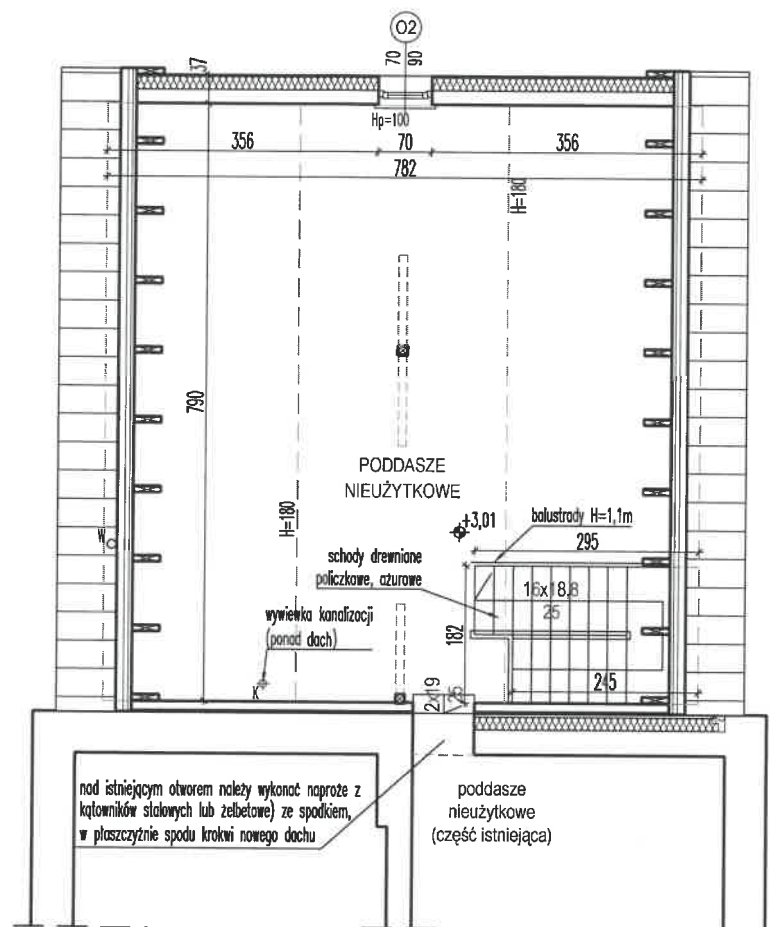 O2
70
90
37
Hp=100
356
70
356
782
H=180
790
PODDASZE
NIEUŻYTKOWE
H=180
+3,01
balustrady H=1,1m
295
W
schody drewniane
policzkowe, ażurowe
16x18.8
25
wywiewka kanalizacji
(ponad dach)
182
K
2x19
25
245
nad istniejącym otworem należy wykonać naproże z
kątowników stalowych lub żelbetowe) ze spodkiem,
w płaszczyźnie spodu krokwi nowego dachu
poddasze
nieużytkowe
(część istniejąca)